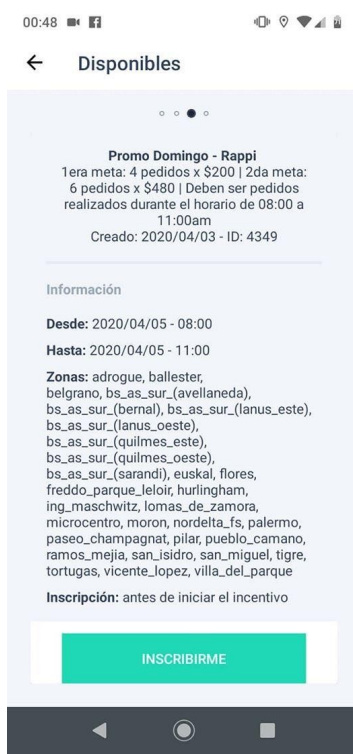 00:48
Disponibles
Promo Domingo - Rappi
1era meta: 4 pedidos x $200 | 2da meta:
6 pedidos x $480 | Deben ser pedidos
realizados durante el horario de 08:00 a
11:00am
Creado: 2020/04/03 - ID: 4349
Información
Desde: 2020/04/05 - 08:00
Hasta: 2020/04/05 - 11:00
Zonas: adrogue, ballester,
belgrano, bs_as_sur_(avellaneda),
bs_as_sur_(bernal), bs_as_sur_(lanus_este),
bs_as_sur_(lanus_oeste),
bs_as_sur_(quilmes_este),
bs_as_sur_(quilmes_oeste),
bs_as_sur_(sarandi), euskal, flores,
freddo_parque_leloir, hurlingham,
ing_maschwitz, lomas_de_zamora,
microcentro, moron, nordelta_fs, palermo,
paseo_champagnat, pilar, pueblo_camano,
ramos_mejia, san_isidro, san_miguel, tigre,
tortugas, vicente_lopez, villa_del_parque
Inscripción: antes de iniciar el incentivo
INSCRIBIRME